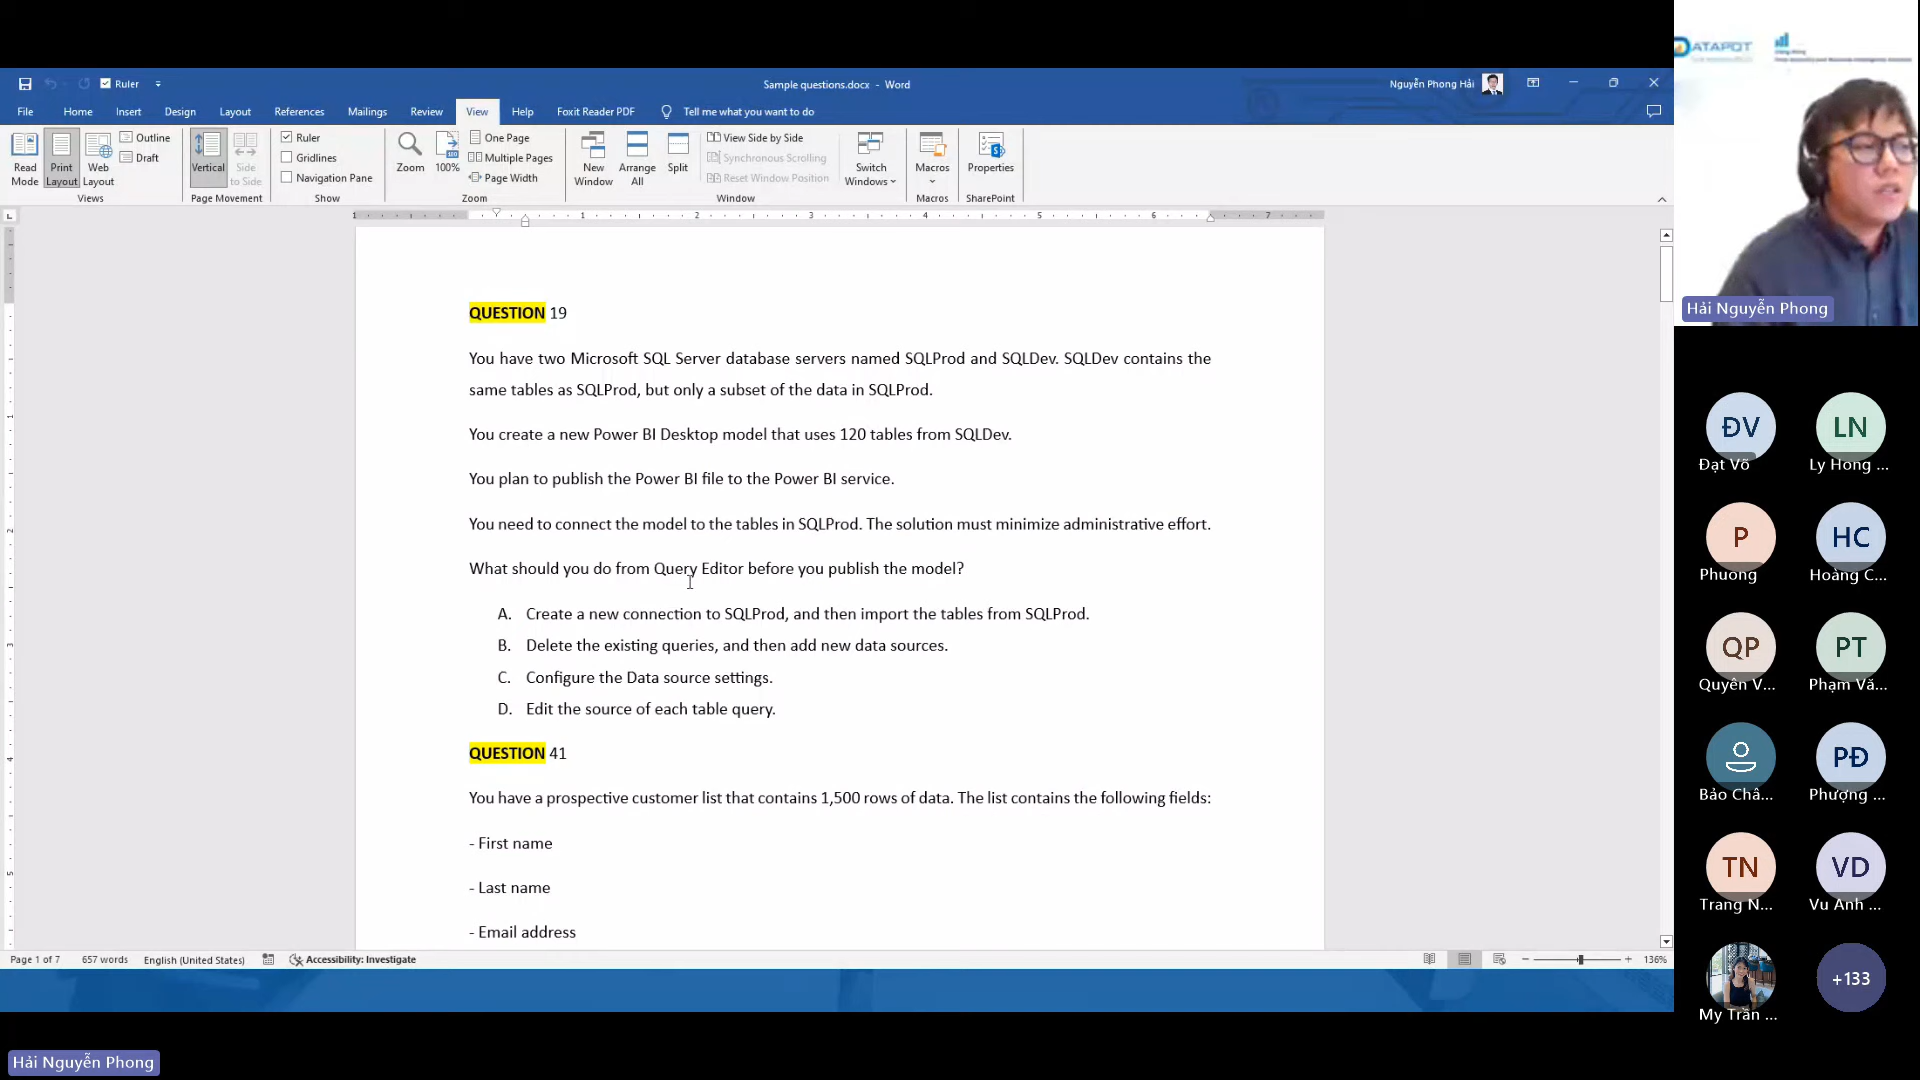 Ruler
Sample questions.docx - Word
Nguyễn Phong Hải
File Home Insert Design Layout References Mailings Review View Help Foxit Reader PDF Tell me what you want to do
Read Mode
Print Layout
Web Layout
Outline
Draft
Views
Vertical
Side to Side
Page Movement
Ruler
Gridlines
Navigation Pane
Show
Zoom
100%
One Page
Multiple Pages
Page Width
Zoom
New Window
Arrange All
Split
View Side by Side
Synchronous Scrolling
Reset Window Position
Switch Windows
Window
Macros
Macros
Properties
SharePoint
1 1 2 3 4 5 6 7
QUESTION 19
You have two Microsoft SQL Server database servers named SQLProd and SQLDev. SQLDev contains the
same tables as SQLProd, but only a subset of the data in SQLProd.
You create a new Power BI Desktop model that uses 120 tables from SQLDev.
You plan to publish the Power BI file to the Power BI service.
You need to connect the model to the tables in SQLProd. The solution must minimize administrative effort.
What should you do from Query Editor before you publish the model?
A. Create a new connection to SQLProd, and then import the tables from SQLProd.
B. Delete the existing queries, and then add new data sources.
C. Configure the Data source settings.
D. Edit the source of each table query.
QUESTION 41
You have a prospective customer list that contains 1,500 rows of data. The list contains the following fields:
- First name
- Last name
- Email address
Page 1 of 7 657 words English (United States) Accessibility: Investigate 136%
Hải Nguyễn Phong
DATAPOT
Hải Nguyễn Phong
ĐV
Đạt Võ
LN
Ly Hong ...
P
Phuong
HC
Hoàng C...
QP
Quyên V...
PT
Phạm Vă...
Bảo Châ...
PĐ
Phượng ...
TN
Trang N...
VD
Vu Anh ...
My Trần ...
+133